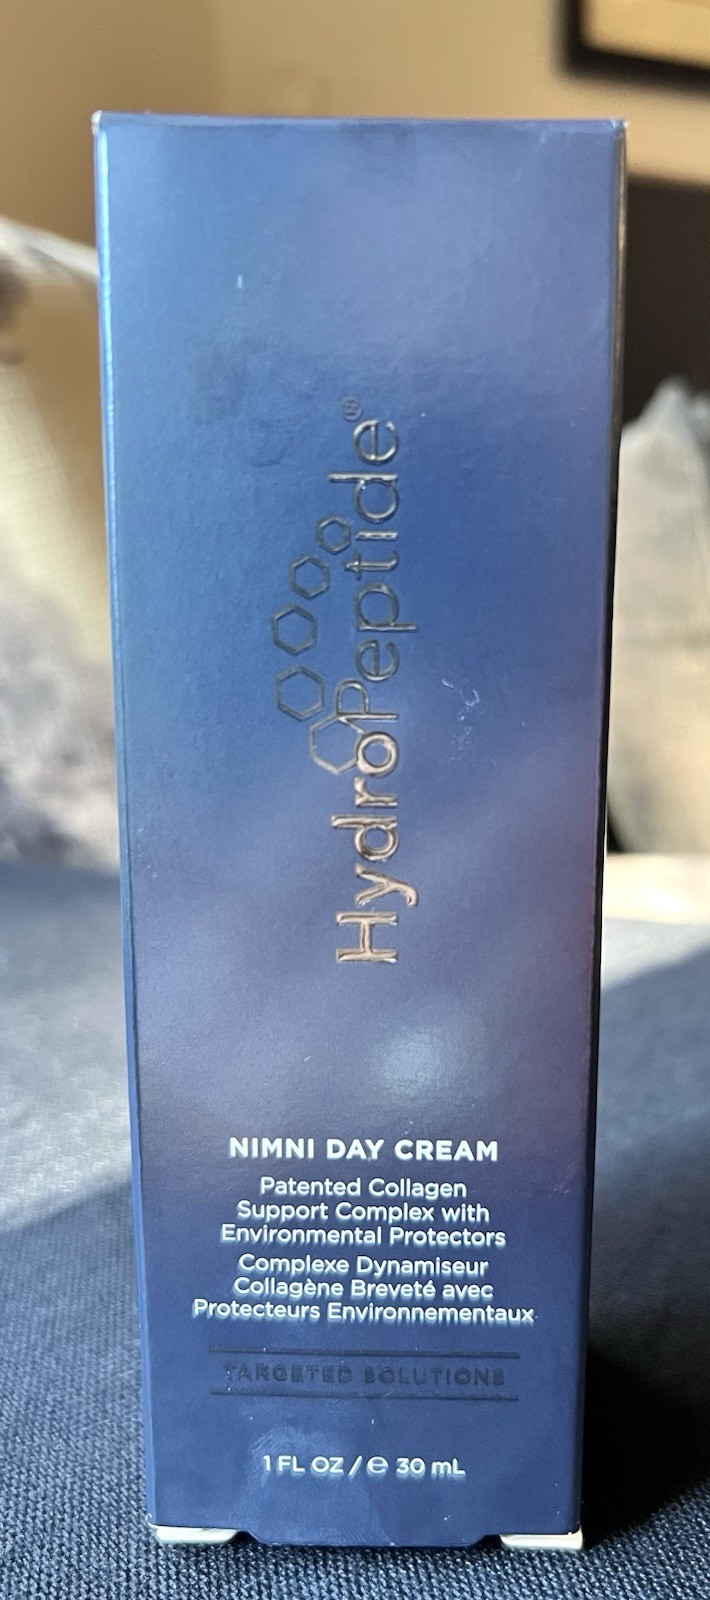 HydroPeptide®
NIMNI DAY CREAM
Patented Collagen
Support Complex with
Environmental Protectors
Complexe Dynamiseur
Collagène Breveté avec
Protecteurs Environnementaux
TARGETED SOLUTIONS
1 FL OZ / ℮ 30 mL